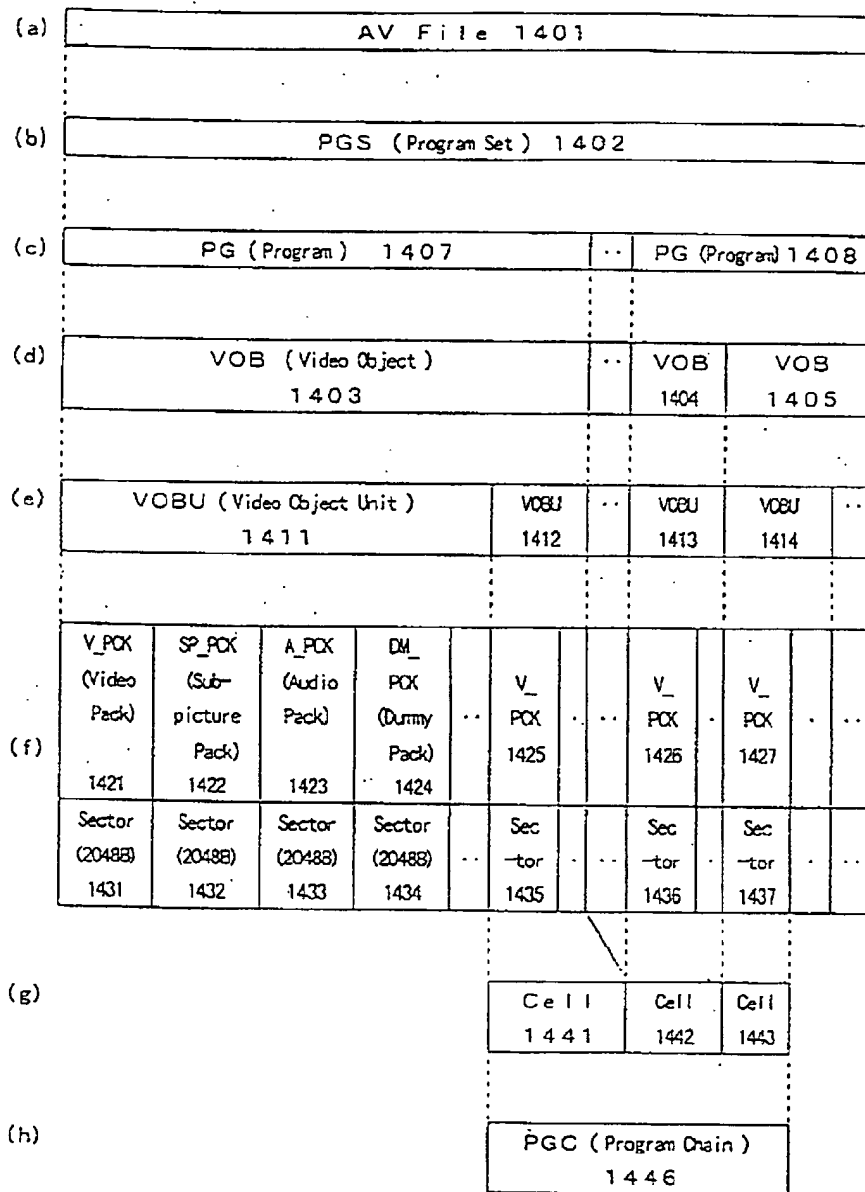 (a) AV File 1401
(b) PGS (Program Set) 1402
(c) PG (Program) 1407 ·· PG (Program) 1408
(d) VOB (Video Object) ·· VOB VOB
1403 1404 1405
(e) VOBU (Video Object Unit) VOBU ·· VOBU VOBU ··
1411 1412 1413 1414
V_PCK SP_PCK A_PCK DM_
(Video (Sub- (Audio PCK V_ V_ V_
Pack) picture Pack) (Dummy ·· PCK · ·· PCK · PCK · ··
(f) Pack) Pack) 1425 1426 1427
1421 1422 1423 1424
Sector Sector Sector Sector Sec Sec Sec
(2048B) (2048B) (2048B) (2048B) ·· -tor · ·· -tor · -tor · ··
1431 1432 1433 1434 1435 1436 1437
(g) Cell Cell Cell
1441 1442 1443
(h) PGC (Program Chain)
1446